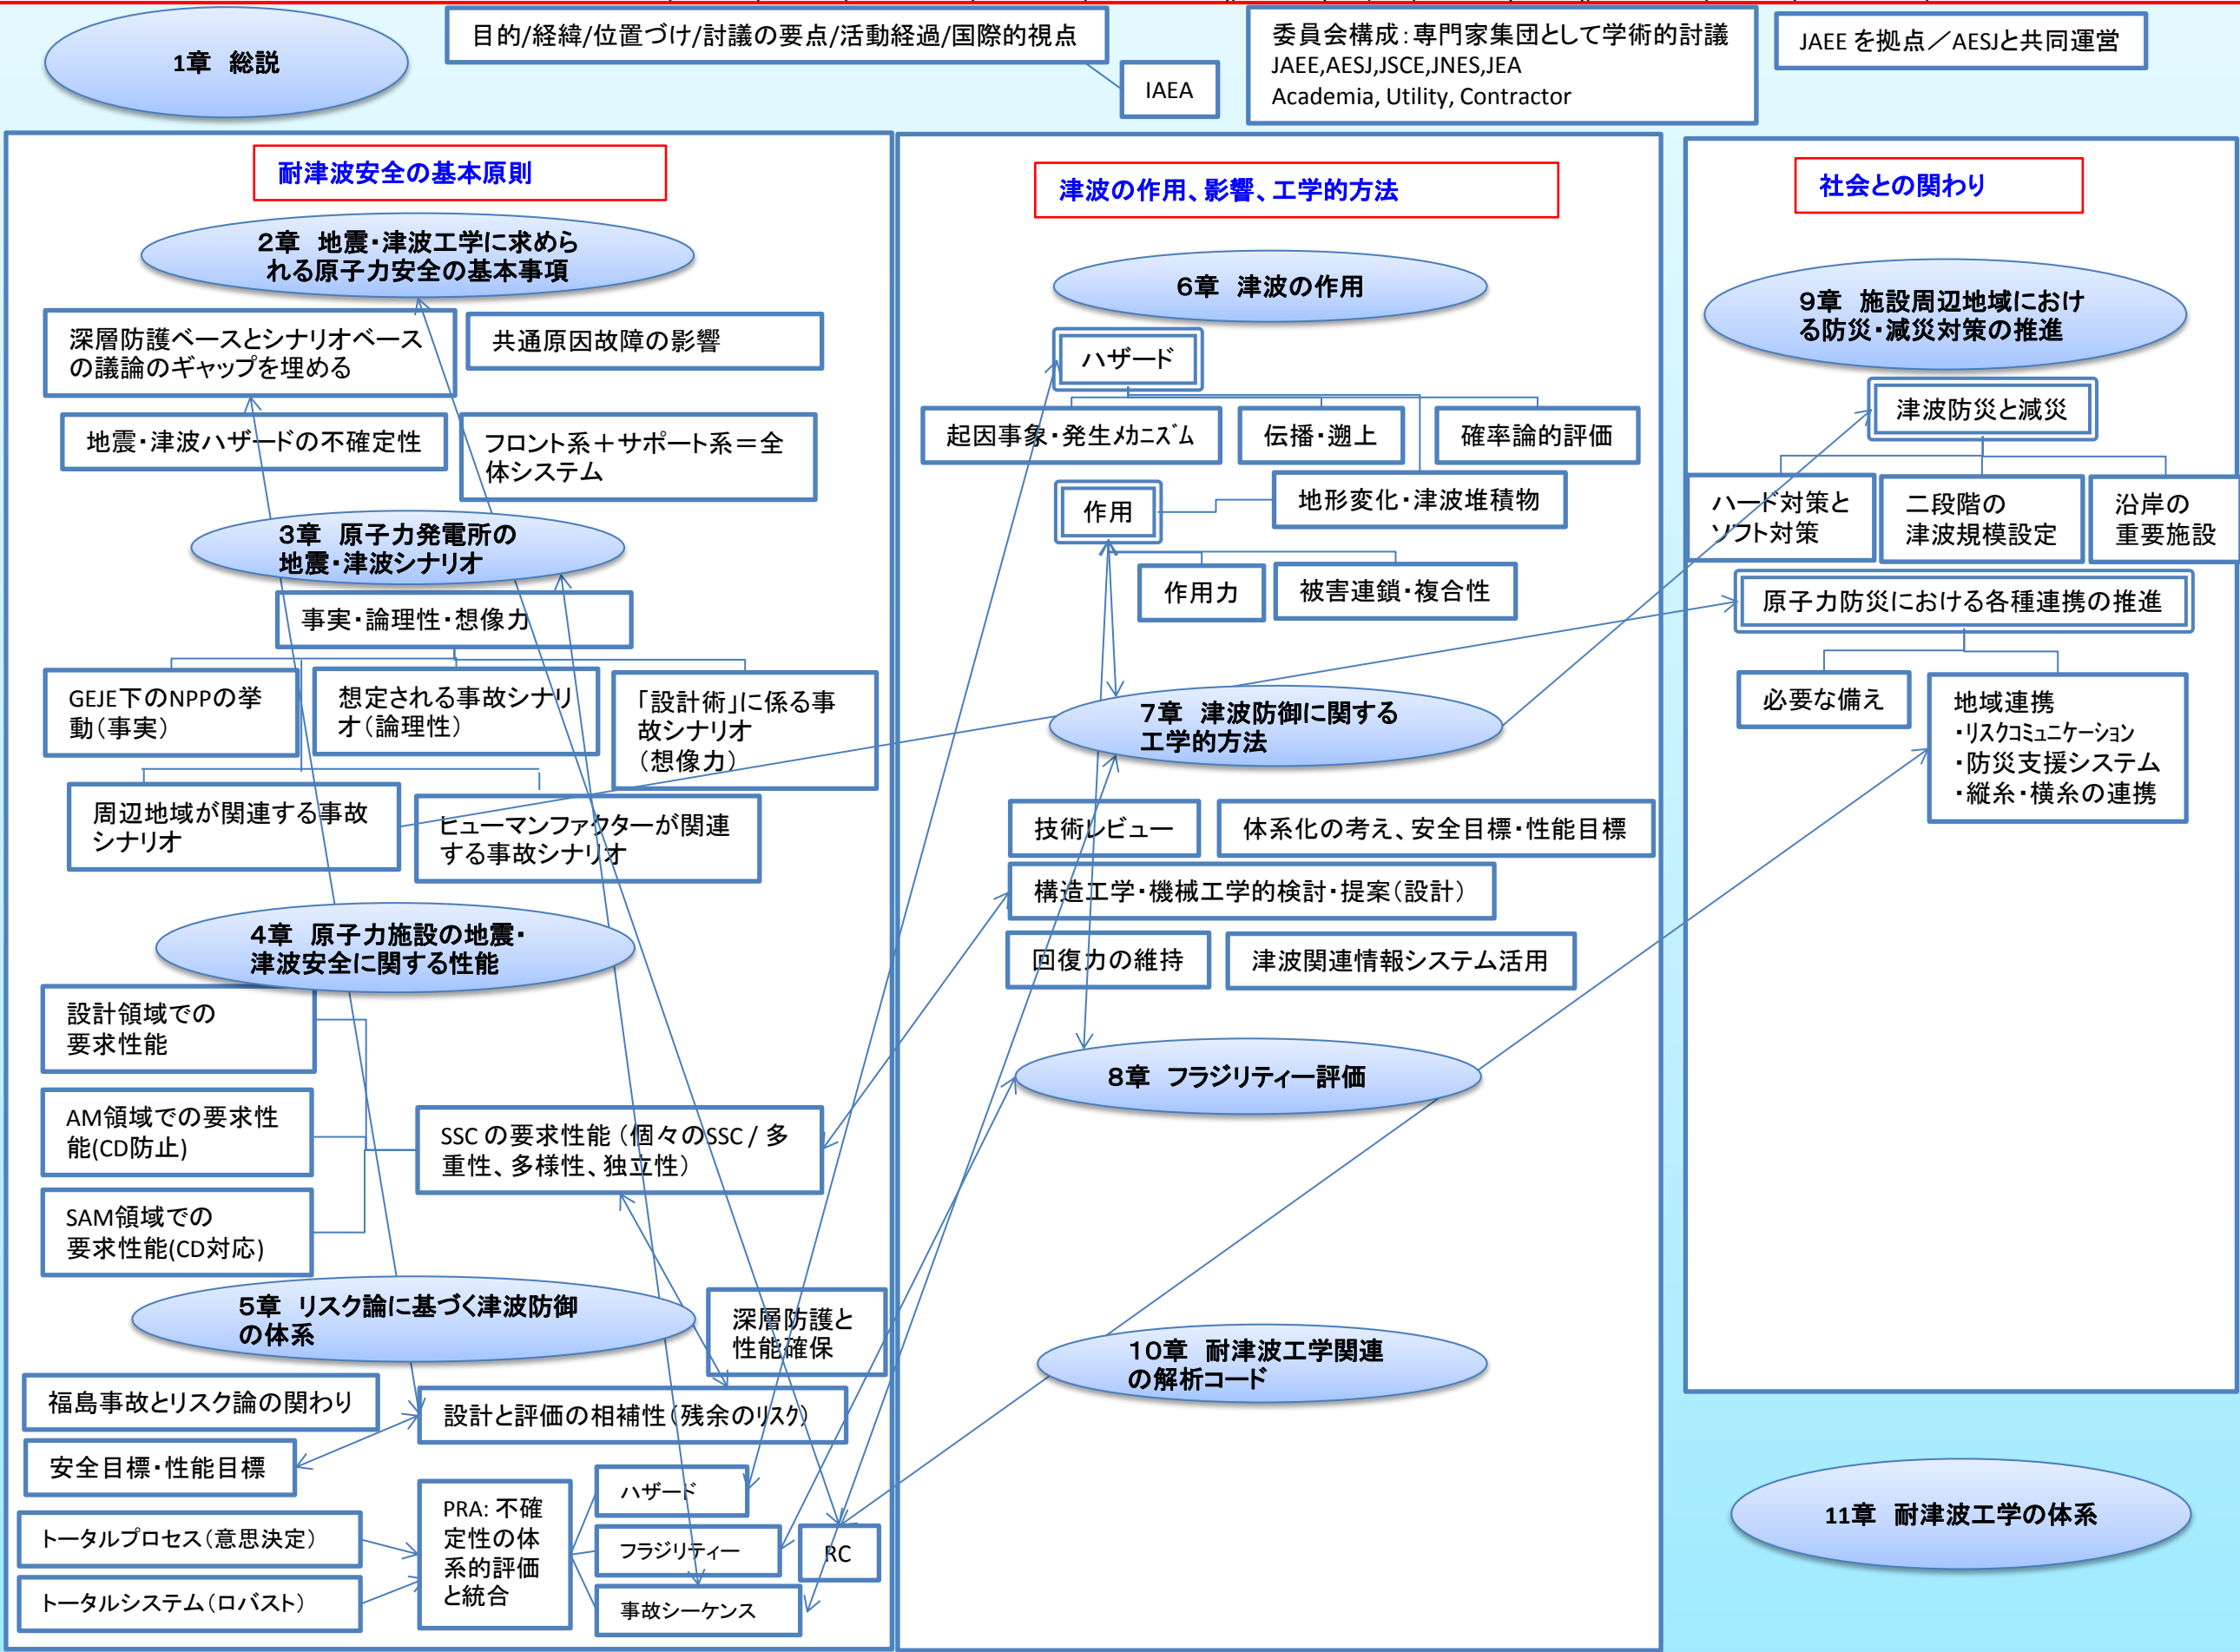 1章　総説
目的/経緯/位置づけ/討議の要点/活動経過/国際的視点
IAEA
委員会構成：専門家集団として学術的討議
JAEE,AESJ,JSCE,JNES,JEA
Academia, Utility, Contractor
JAEE を拠点／AESJと共同運営
耐津波安全の基本原則
2章　地震・津波工学に求めら
れる原子力安全の基本事項
深層防護ベースとシナリオベース
の議論のギャップを埋める
共通原因故障の影響
地震・津波ハザードの不確定性
フロント系＋サポート系＝全
体システム
3章　原子力発電所の
地震・津波シナリオ
事実・論理性・想像力
GEJE下のNPPの挙
動（事実）
想定される事故シナリ
オ（論理性）
「設計術」に係る事
故シナリオ
（想像力）
周辺地域が関連する事故
シナリオ
ヒューマンファクターが関連
する事故シナリオ
4章　原子力施設の地震・
津波安全に関する性能
設計領域での
要求性能
AM領域での要求性
能(CD防止)
SAM領域での
要求性能(CD対応)
SSC の要求性能（個々のSSC / 多
重性、多様性、独立性）
5章　リスク論に基づく津波防御
の体系
深層防護と
性能確保
福島事故とリスク論の関わり
設計と評価の相補性（残余のﾘｽｸ）
安全目標・性能目標
トータルプロセス（意思決定）
トータルシステム（ロバスト）
PRA: 不確
定性の体
系的評価
と統合
ハザード
フラジリティー
事故シーケンス
RC
津波の作用、影響、工学的方法
6章　津波の作用
ハザード
起因事象・発生ﾒｶﾆｽﾞﾑ
伝播・遡上
確率論的評価
地形変化・津波堆積物
作用
作用力
被害連鎖・複合性
7章　津波防御に関する
工学的方法
技術レビュー
体系化の考え、安全目標・性能目標
構造工学・機械工学的検討・提案（設計）
回復力の維持
津波関連情報システム活用
8章　フラジリティー評価
10章　耐津波工学関連
の解析コード
社会との関わり
9章　施設周辺地域におけ
る防災・減災対策の推進
津波防災と減災
ハード対策と
ソフト対策
二段階の
津波規模設定
沿岸の
重要施設
原子力防災における各種連携の推進
必要な備え
地域連携
・ﾘｽｸｺﾐｭﾆケーション
・防災支援システム
・縦糸・横糸の連携
11章　耐津波工学の体系